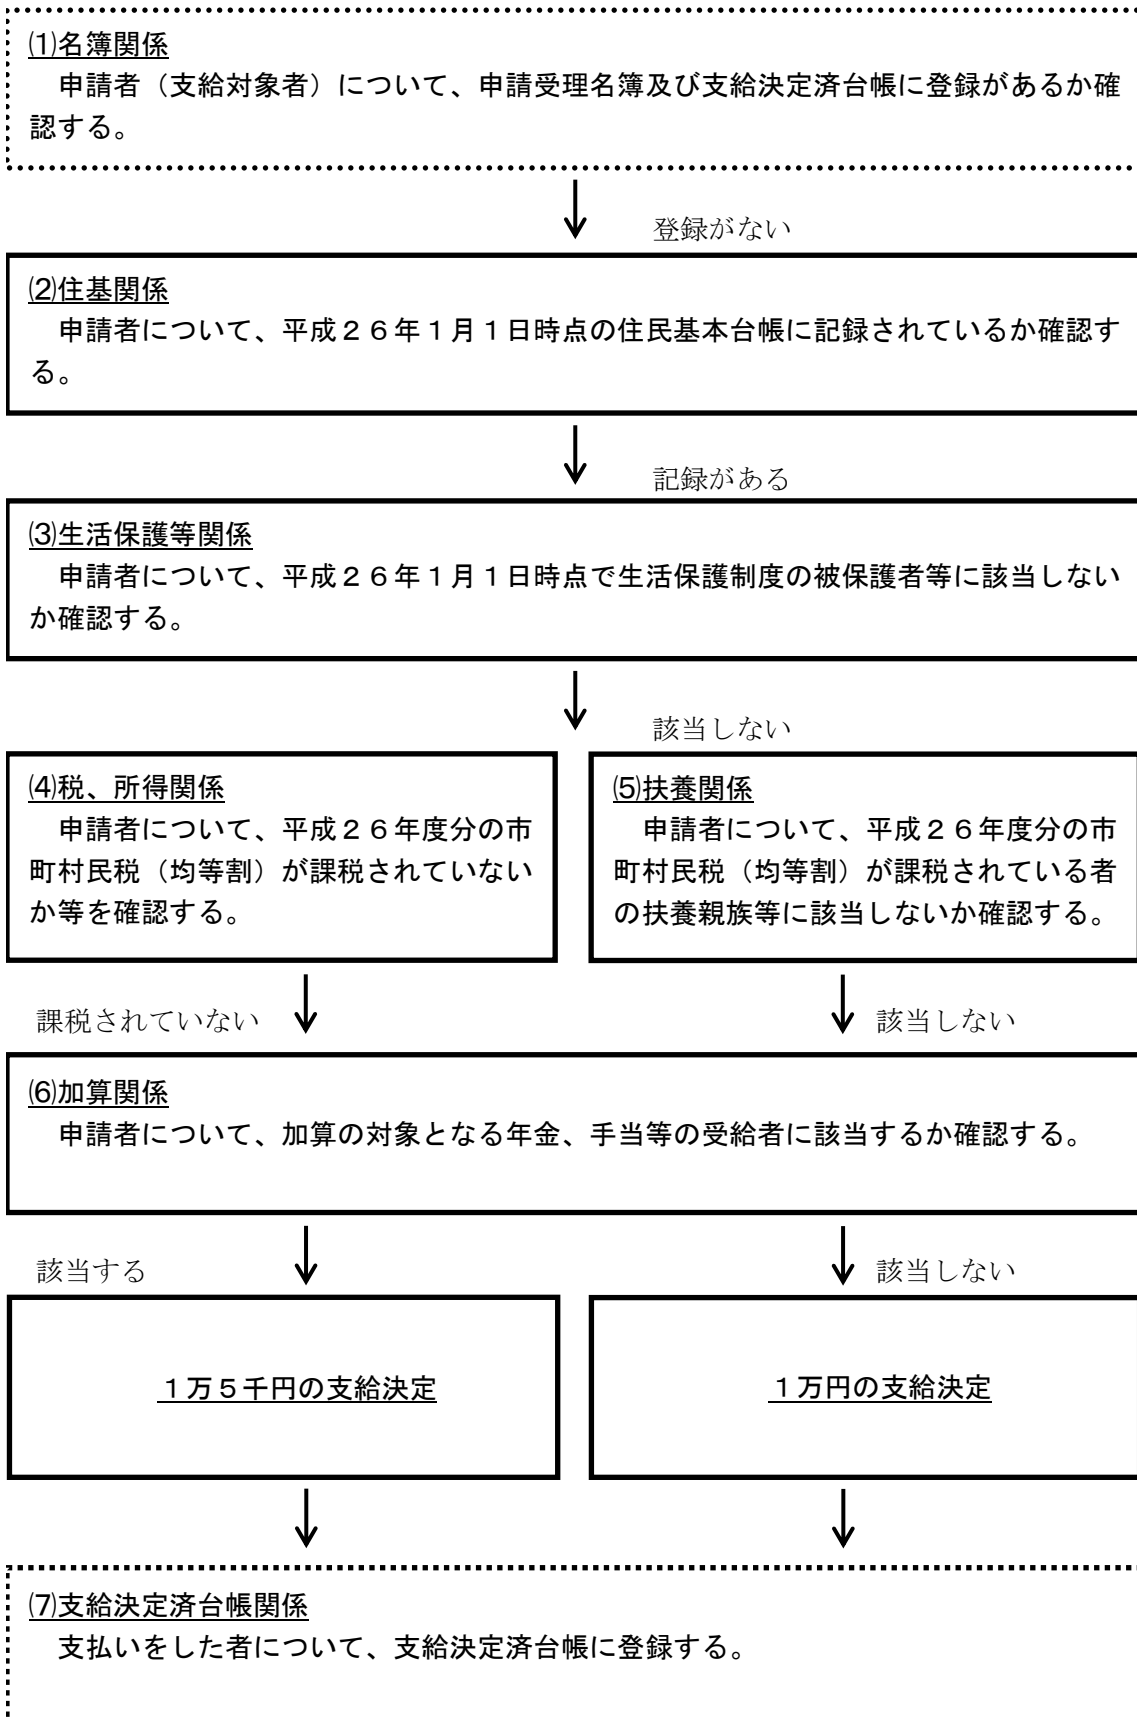 ⑴名簿関係
申請者（支給対象者）について、申請受理名簿及び支給決定済台帳に登録があるか確
認する。
登録がない
⑵住基関係
申請者について、平成２６年１月１日時点の住民基本台帳に記録されているか確認す
る。
記録がある
⑶生活保護等関係
申請者について、平成２６年１月１日時点で生活保護制度の被保護者等に該当しない
か確認する。
該当しない
⑷税、所得関係
申請者について、平成２６年度分の市
町村民税（均等割）が課税されていない
か等を確認する。
⑸扶養関係
申請者について、平成２６年度分の市
町村民税（均等割）が課税されている者
の扶養親族等に該当しないか確認する。
課税されていない
該当しない
⑹加算関係
申請者について、加算の対象となる年金、手当等の受給者に該当するか確認する。
該当する
該当しない
１万５千円の支給決定
１万円の支給決定
⑺支給決定済台帳関係
支払いをした者について、支給決定済台帳に登録する。